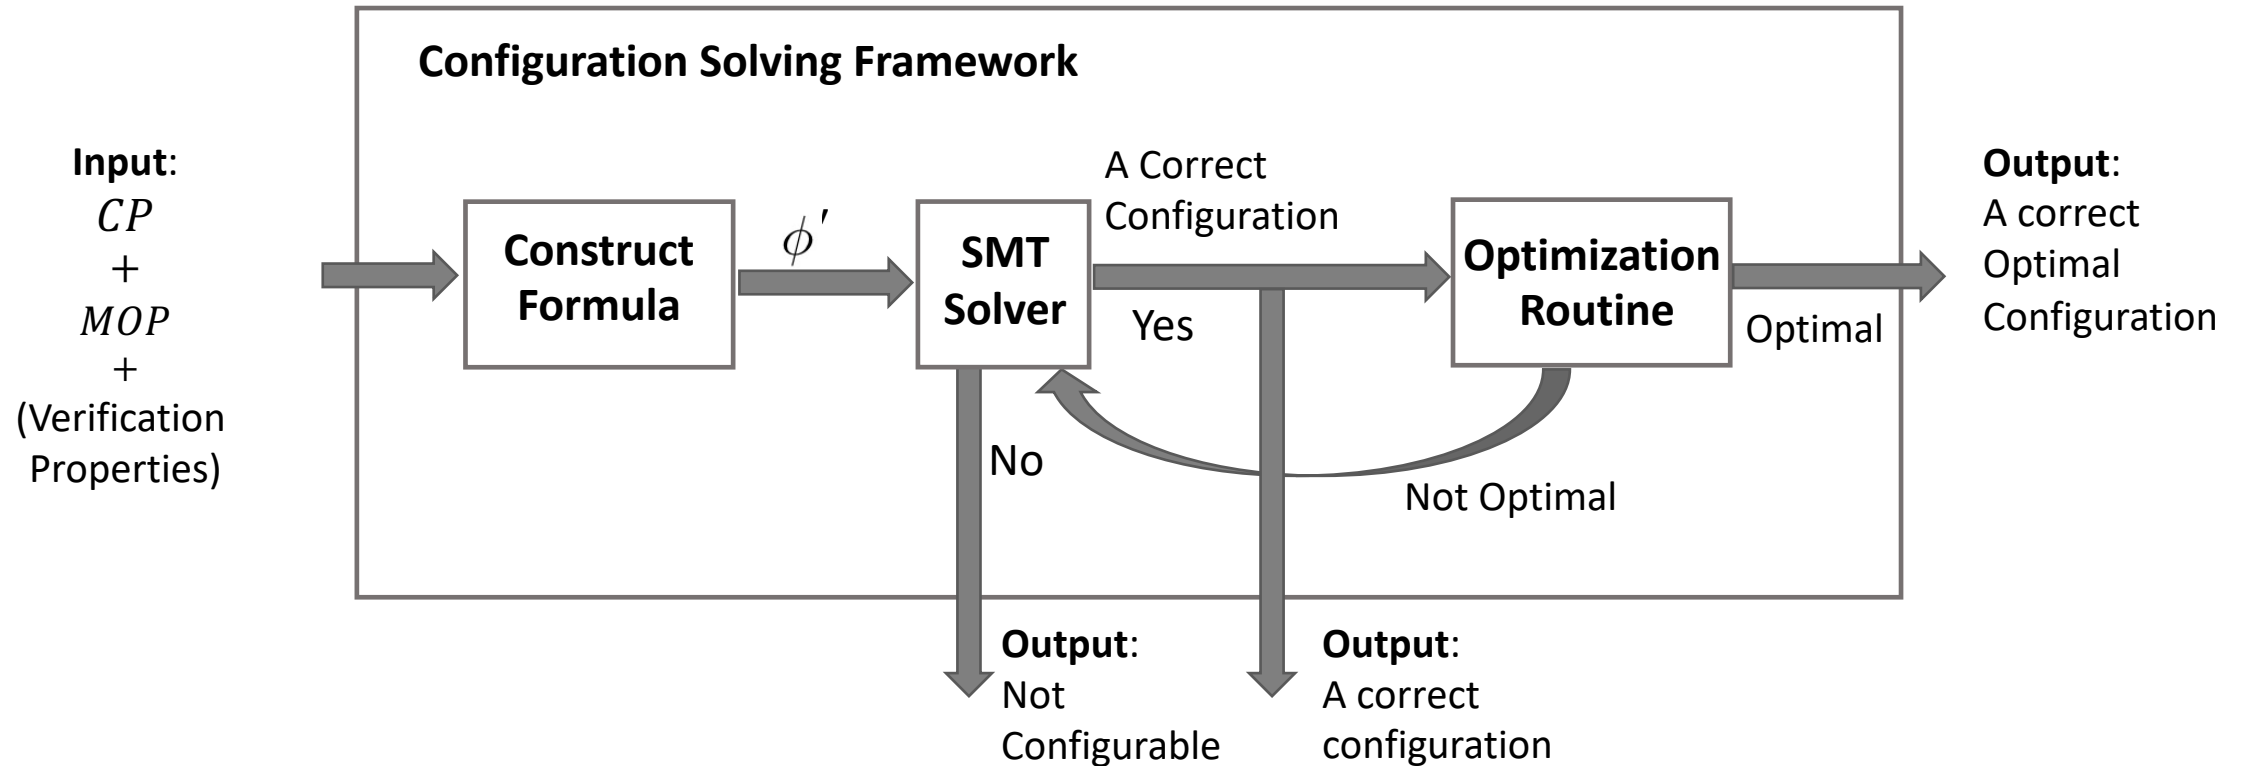 Configuration Solving Framework
Input:
CP
+
MOP
+
(Verification
Properties)
Construct
Formula
ϕ′
SMT
Solver
A Correct
Configuration
Yes
No
Optimization
Routine
Optimal
Not Optimal
Output:
A correct
Optimal
Configuration
Output:
Not
Configurable
Output:
A correct
configuration